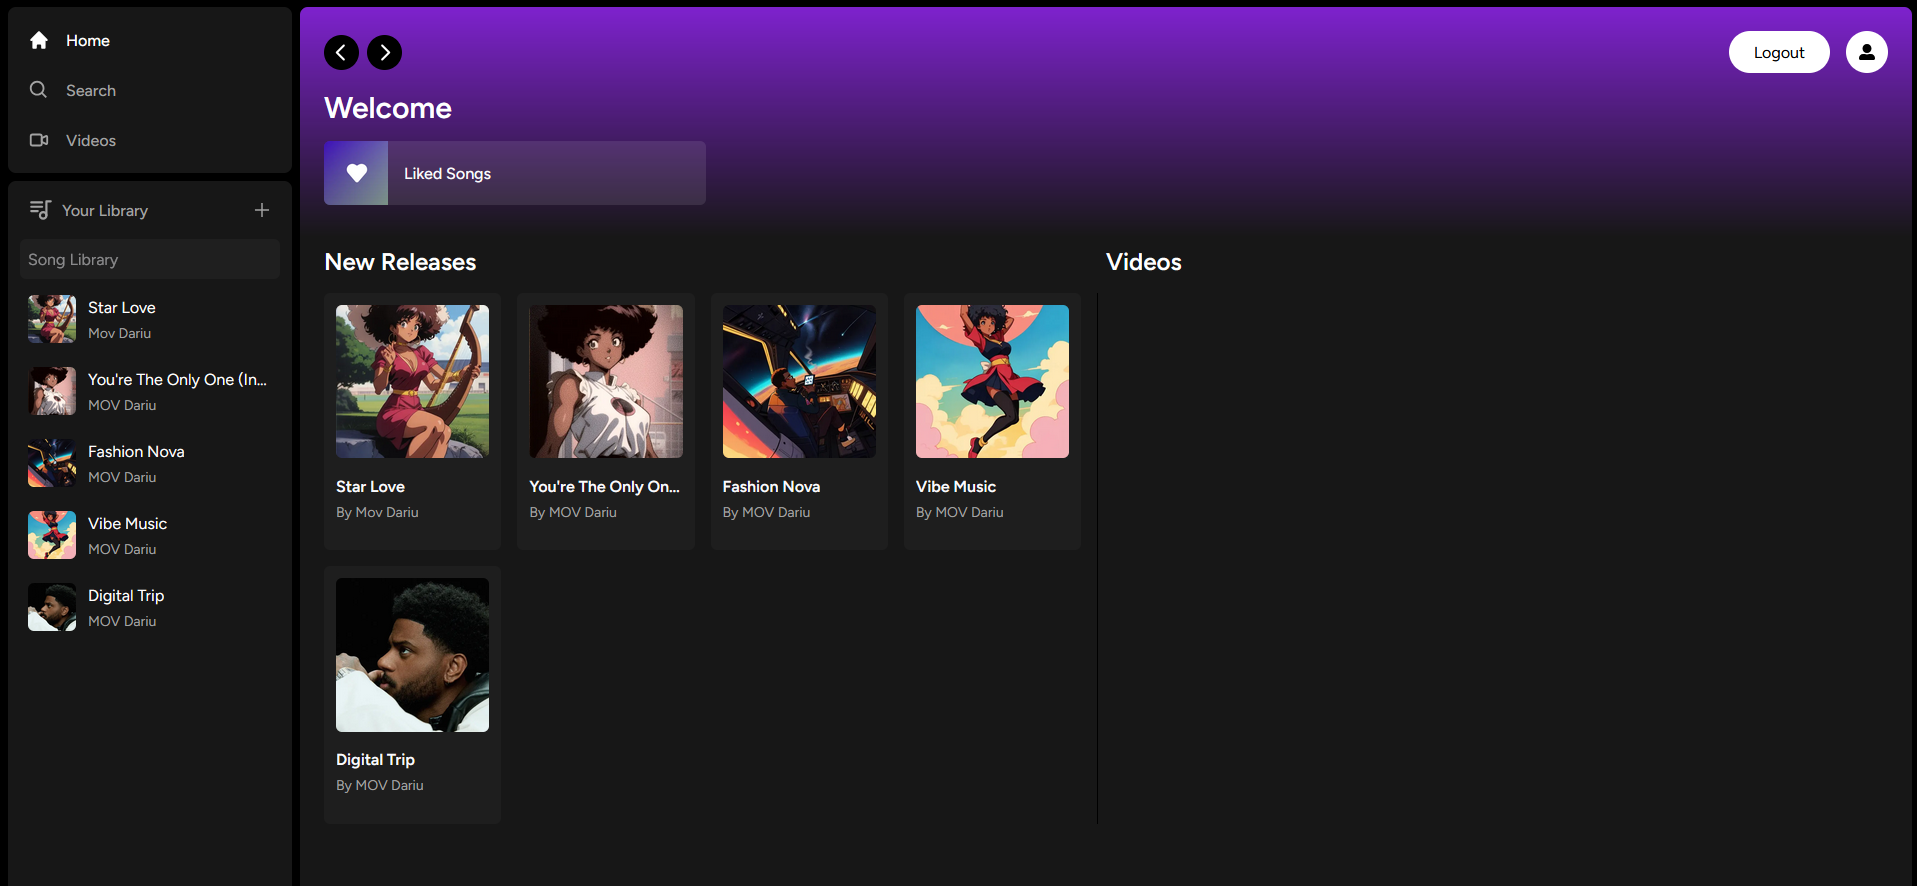 Home
Search
Videos
Your Library
Song Library
Star Love
Mov Dariu
You're The Only One (In...
MOV Dariu
Fashion Nova
MOV Dariu
Vibe Music
MOV Dariu
Digital Trip
MOV Dariu
Logout
Welcome
Liked Songs
New Releases
Star Love
By Mov Dariu
You're The Only On...
By MOV Dariu
Fashion Nova
By MOV Dariu
Vibe Music
By MOV Dariu
Digital Trip
By MOV Dariu
Videos